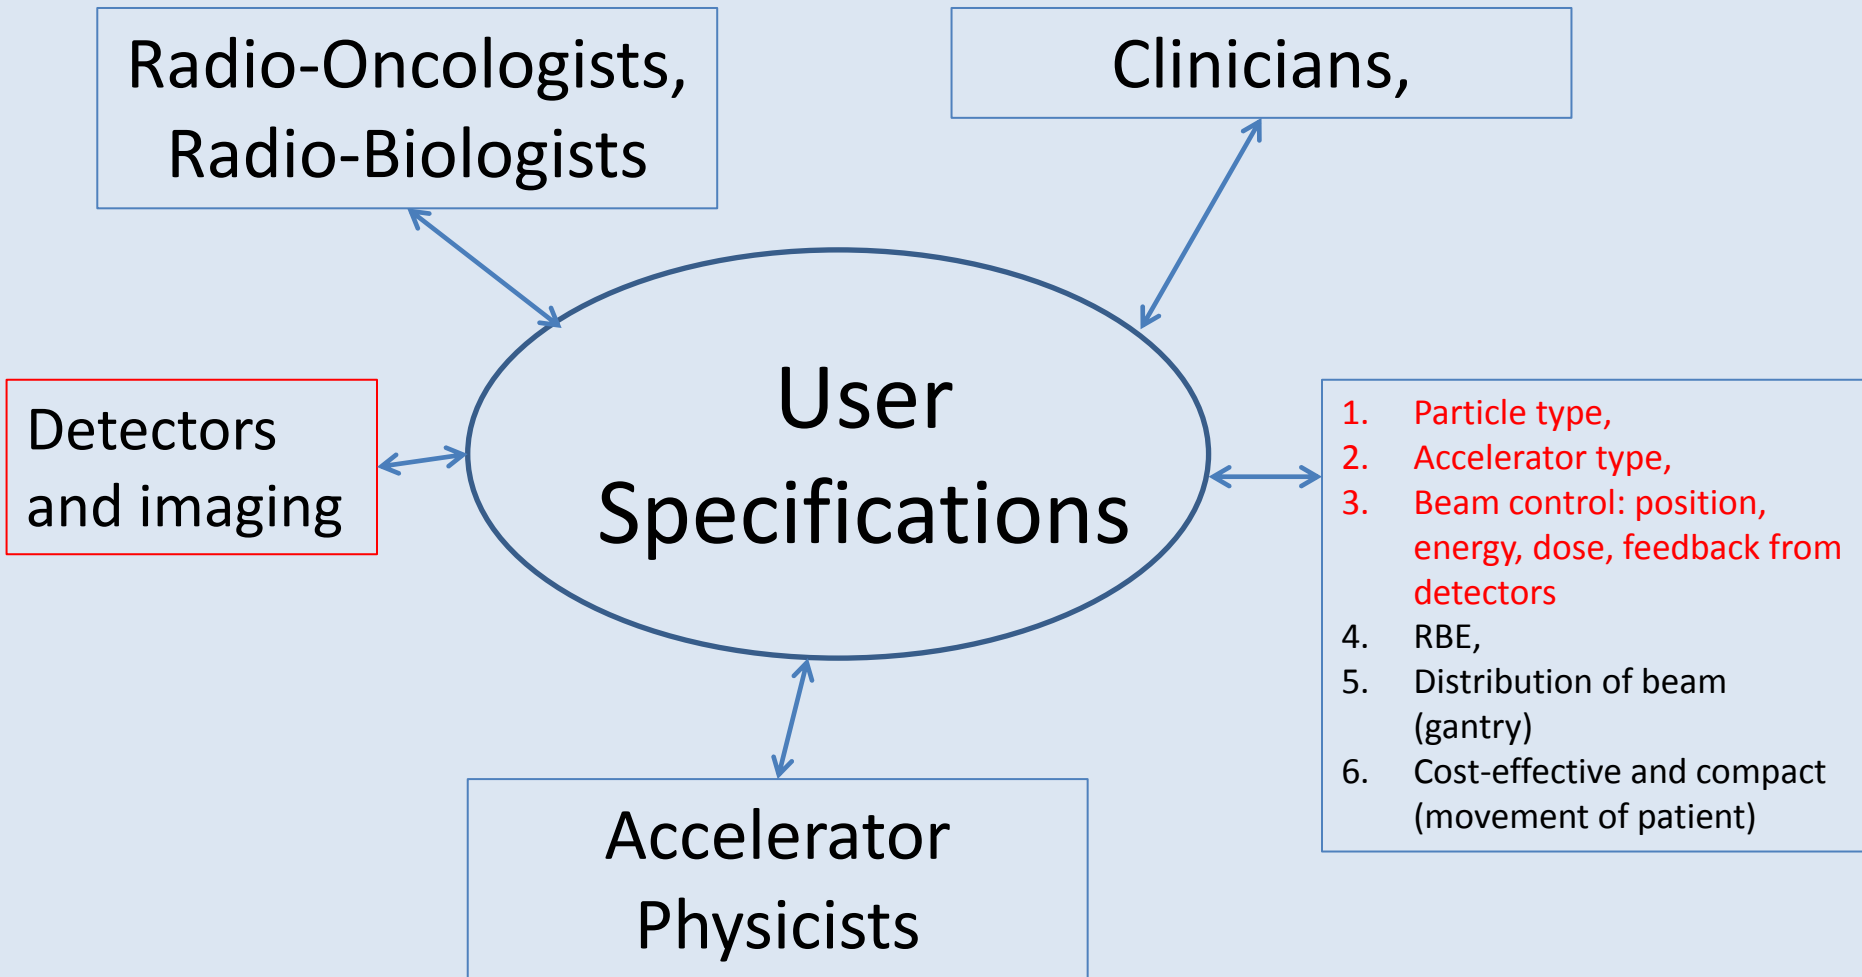 Radio-Oncologists,
Radio-Biologists
Clinicians,
User
Specifications
Detectors
and imaging
1. Particle type,
2. Accelerator type,
3. Beam control: position,
energy, dose, feedback from
detectors
4. RBE,
5. Distribution of beam
(gantry)
6. Cost-effective and compact
(movement of patient)
Accelerator
Physicists